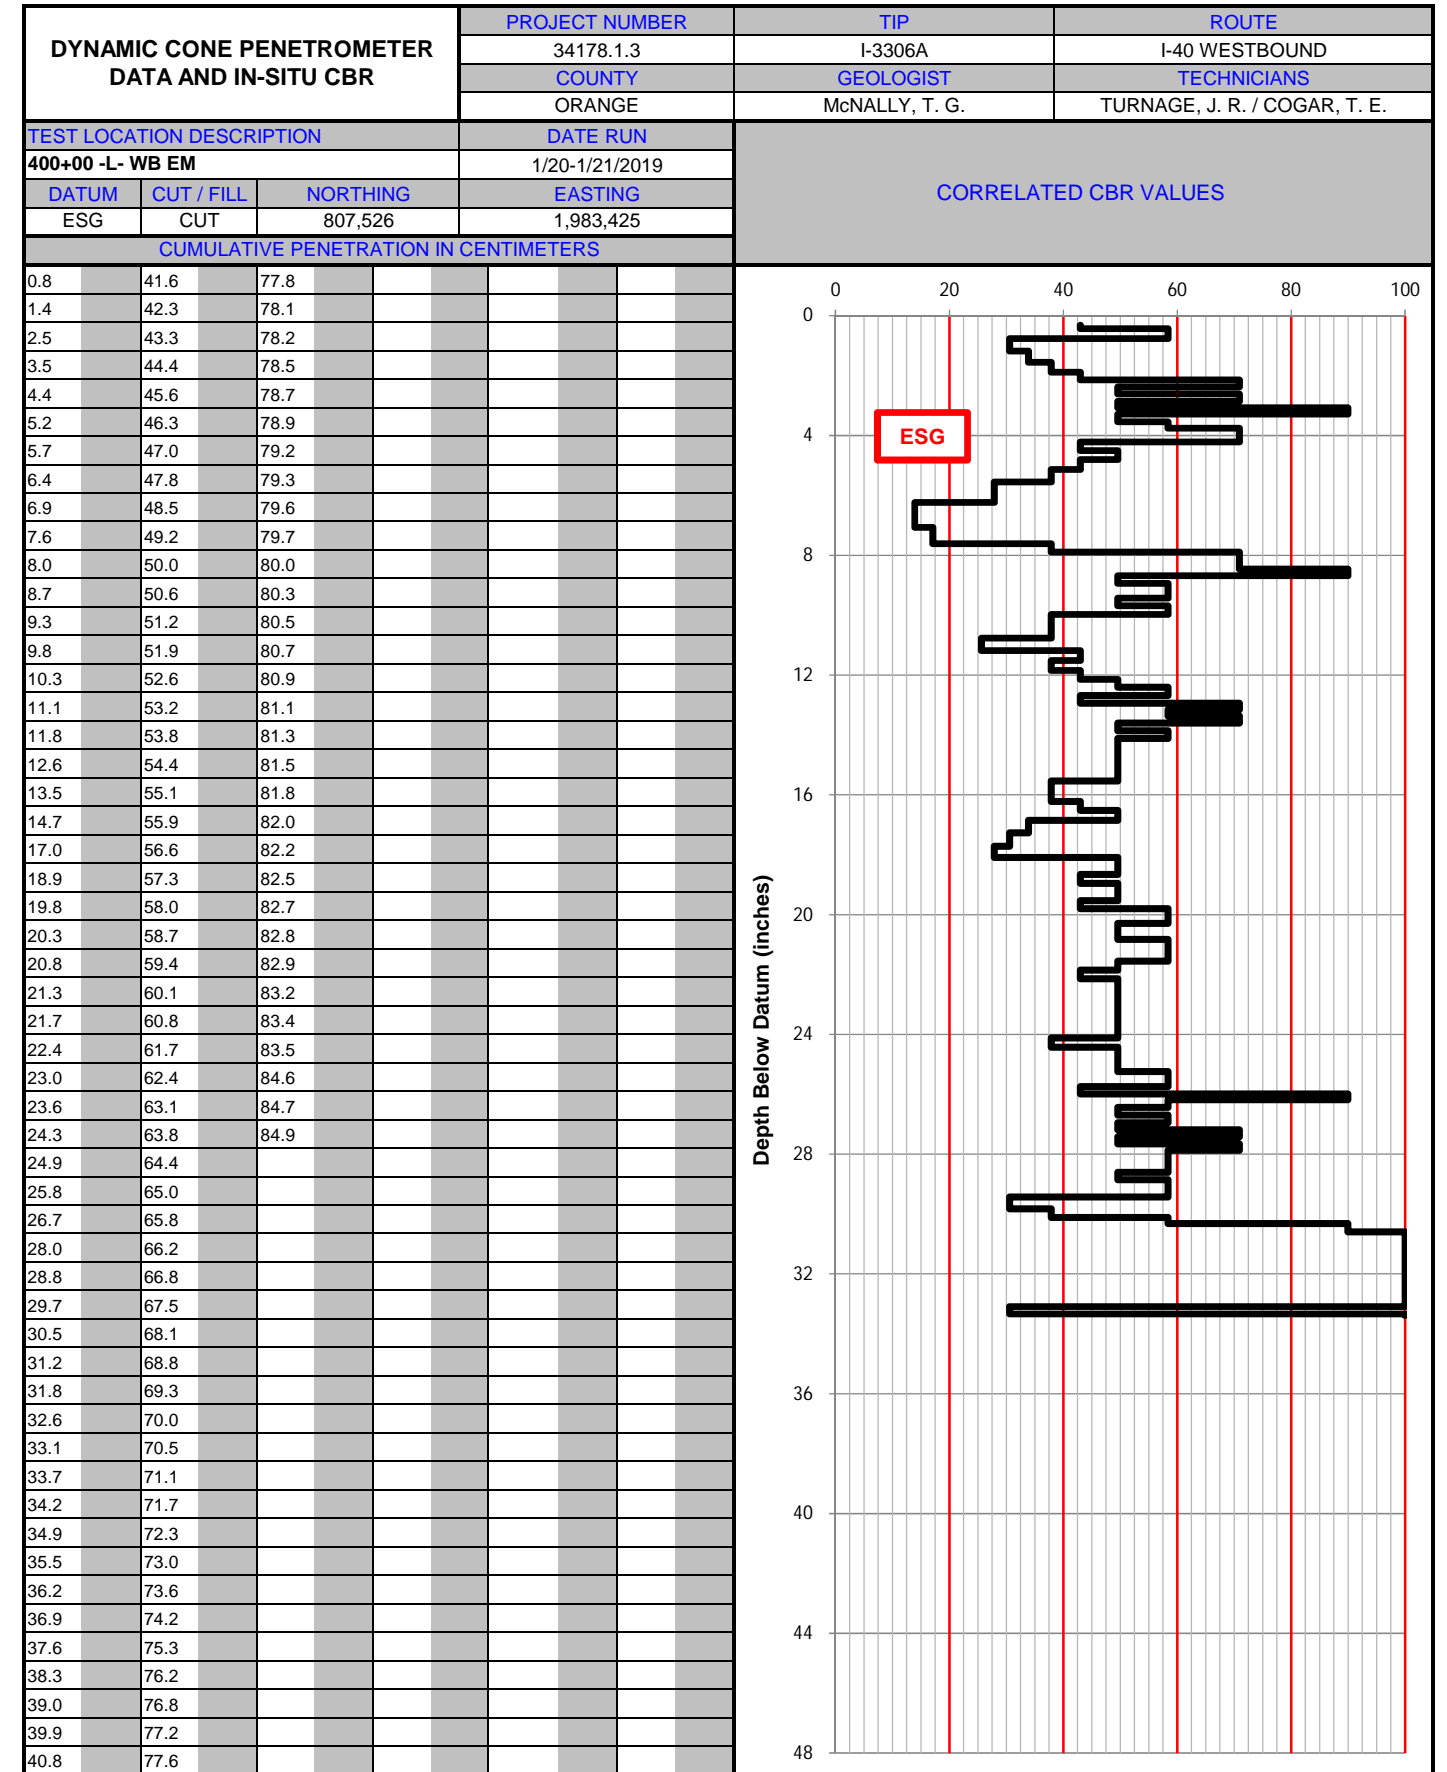 DYNAMIC CONE PENETROMETER
DATA AND IN-SITU CBR
PROJECT NUMBER TIP ROUTE
34178.1.3 I-3306A I-40 WESTBOUND
COUNTY GEOLOGIST TECHNICIANS
ORANGE McNALLY, T. G. TURNAGE, J. R. / COGAR, T. E.
TEST LOCATION DESCRIPTION DATE RUN
400+00 -L- WB EM 1/20-1/21/2019
DATUM CUT / FILL NORTHING EASTING
ESG CUT 807,526 1,983,425
CUMULATIVE PENETRATION IN CENTIMETERS
CORRELATED CBR VALUES
0.8 41.6 77.8
1.4 42.3 78.1
2.5 43.3 78.2
3.5 44.4 78.5
4.4 45.6 78.7
5.2 46.3 78.9
5.7 47.0 79.2
6.4 47.8 79.3
6.9 48.5 79.6
7.6 49.2 79.7
8.0 50.0 80.0
8.7 50.6 80.3
9.3 51.2 80.5
9.8 51.9 80.7
10.3 52.6 80.9
11.1 53.2 81.1
11.8 53.8 81.3
12.6 54.4 81.5
13.5 55.1 81.8
14.7 55.9 82.0
17.0 56.6 82.2
18.9 57.3 82.5
19.8 58.0 82.7
20.3 58.7 82.8
20.8 59.4 82.9
21.3 60.1 83.2
21.7 60.8 83.4
22.4 61.7 83.5
23.0 62.4 84.6
23.6 63.1 84.7
24.3 63.8 84.9
24.9 64.4
25.8 65.0
26.7 65.8
28.0 66.2
28.8 66.8
29.7 67.5
30.5 68.1
31.2 68.8
31.8 69.3
32.6 70.0
33.1 70.5
33.7 71.1
34.2 71.7
34.9 72.3
35.5 73.0
36.2 73.6
36.9 74.2
37.6 75.3
38.3 76.2
39.0 76.8
39.9 77.2
40.8 77.6
0 20 40 60 80 100
0
4
8
12
16
20
24
28
32
36
40
44
48
ESG
Depth Below Datum (inches)